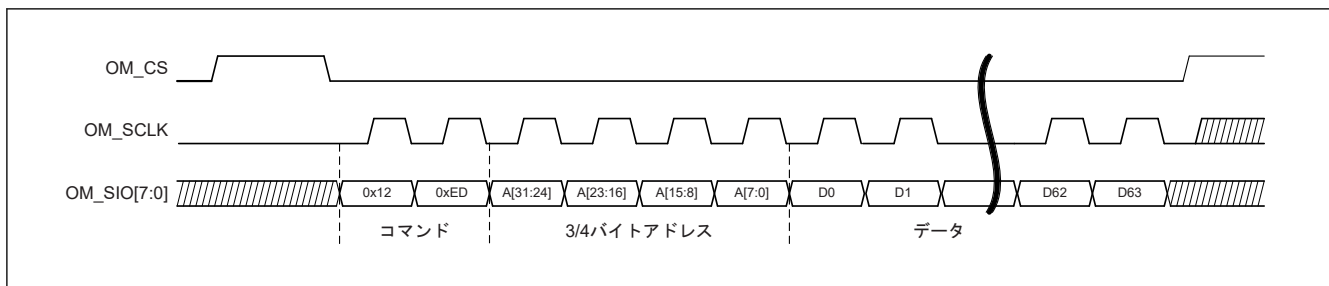 OM_CS
OM_SCLK
OM_SIO[7:0] 0x12 0xED A[31:24] A[23:16] A[15:8] A[7:0] D0 D1 D62 D63
コマンド 3/4バイトアドレス データ